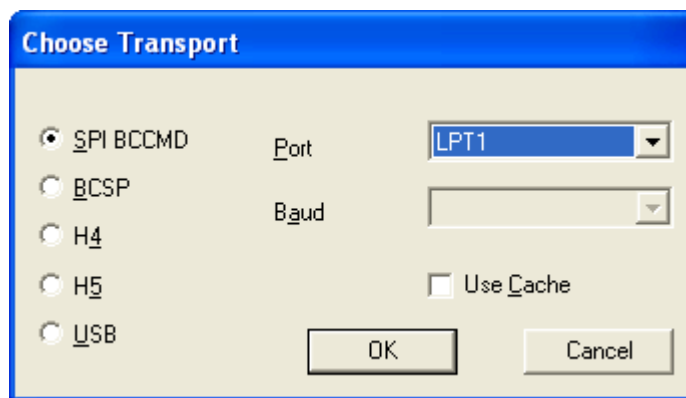 Choose Transport
SPI BCCMD
Port
LPT1
BCSP
Baud
H4
H5
Use Cache
USB
OK
Cancel